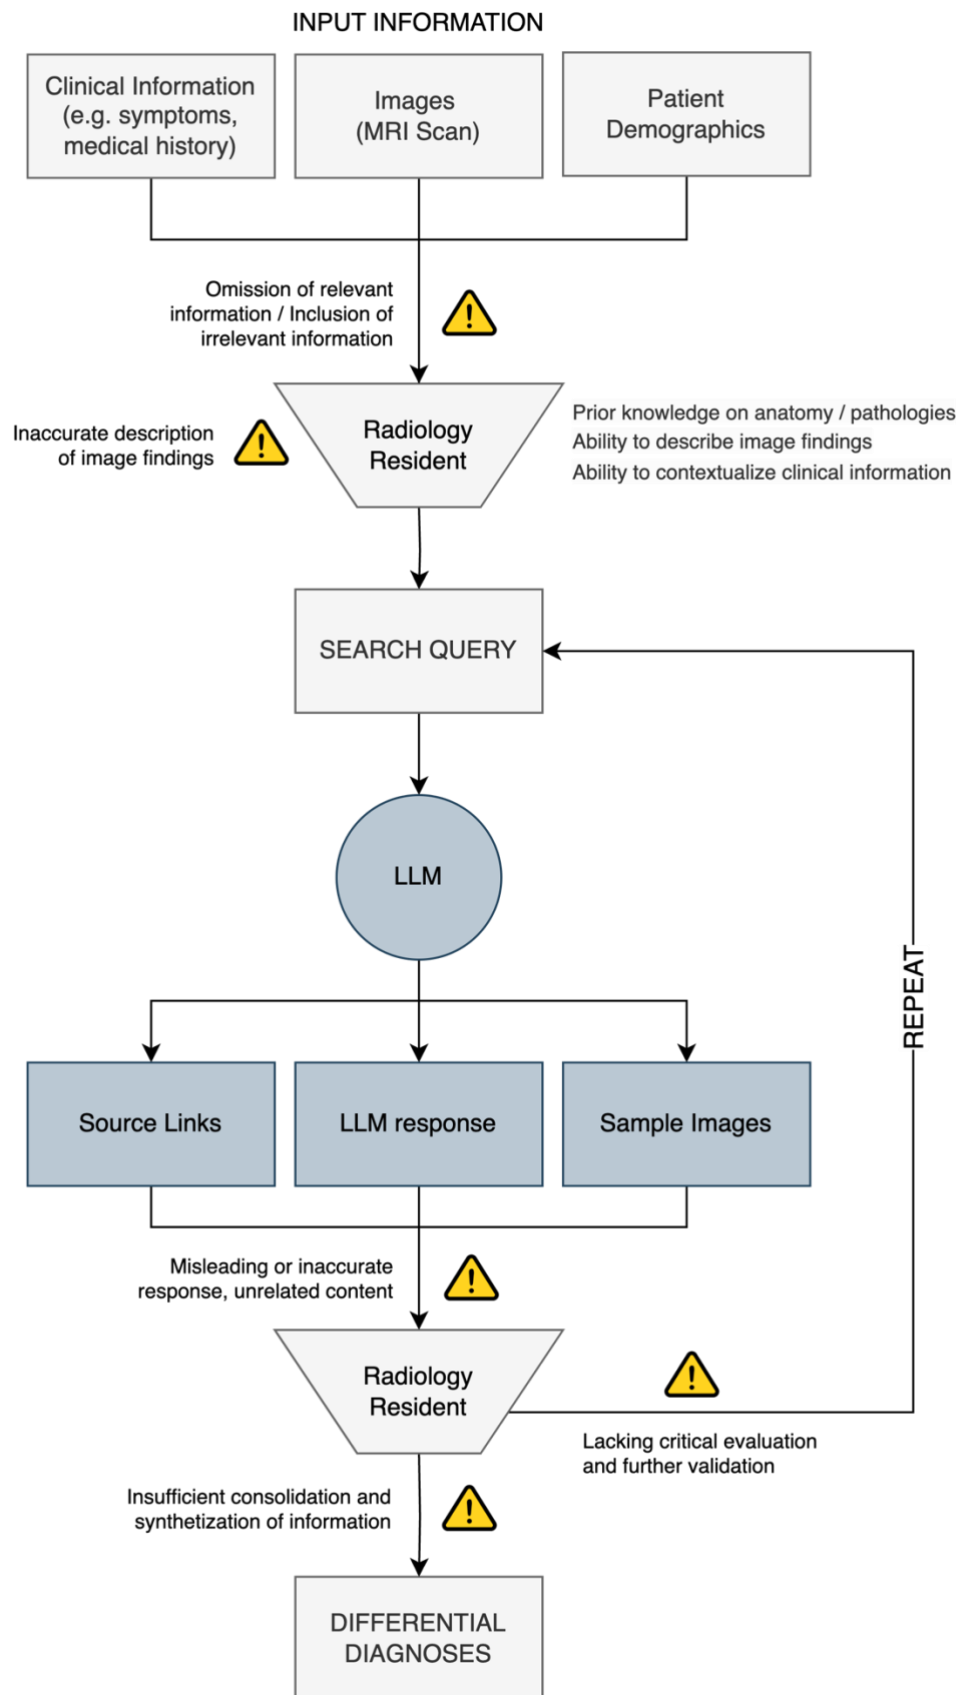 INPUT INFORMATION
Clinical Information
(e.g. symptoms,
medical history)
Images
(MRI Scan)
Patient
Demographics
Omission of relevant
information / Inclusion of
irrelevant information
Inaccurate description
of image findings
Radiology
Resident
Prior knowledge on anatomy / pathologies
Ability to describe image findings
Ability to contextualize clinical information
SEARCH QUERY
LLM
REPEAT
Source Links
LLM response
Sample Images
Misleading or inaccurate
response, unrelated content
Radiology
Resident
Lacking critical evaluation
and further validation
Insufficient consolidation and
synthetization of information
DIFFERENTIAL
DIAGNOSES